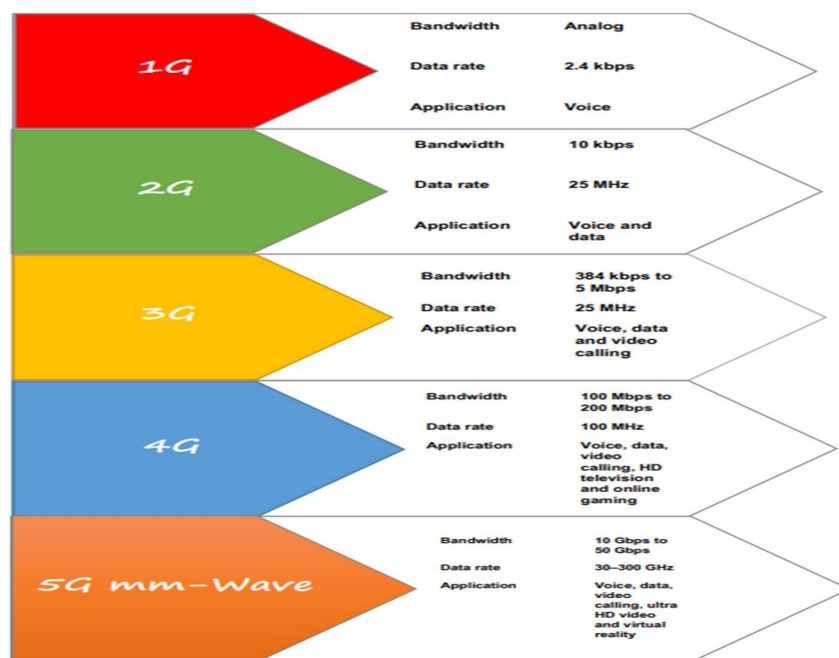 1G
Bandwidth Analog
Data rate 2.4 kbps
Application Voice
2G
Bandwidth 10 kbps
Data rate 25 MHz
Application Voice and
data
3G
Bandwidth 384 kbps to
5 Mbps
Data rate 25 MHz
Application Voice, data
and video
calling
4G
Bandwidth 100 Mbps to
200 Mbps
Data rate 100 MHz
Application Voice, data,
video
calling, HD
television
and online
gaming
5G mm-Wave
Bandwidth 10 Gbps to
50 Gbps
Data rate 30–300 GHz
Application Voice, data,
video
calling, ultra
HD video
and virtual
reality